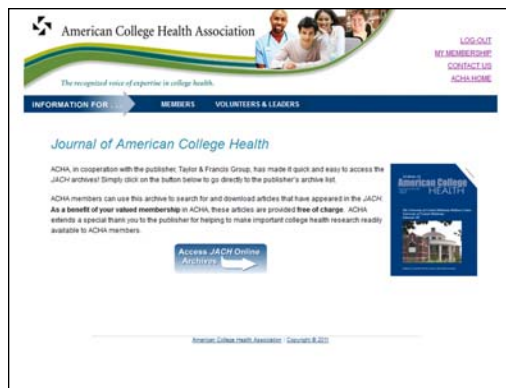 American College Health Association
LOG-OUT
MY MEMBERSHIP
CONTACT US
ACHA HOME
The recognized voice of expertise in college health.
INFORMATION FOR . . . MEMBERS VOLUNTEERS & LEADERS
Journal of American College Health
ACHA, in cooperation with the publisher, Taylor & Francis Group, has made it quick and easy to access the
JACH archives! Simply click on the button below to go directly to the publisher's archive list.
ACHA members can use this archive to search for and download articles that have appeared in the JACH.
As a benefit of your valued membership in ACHA, these articles are provided free of charge. ACHA
extends a special thank you to the publisher for helping to make important college health research readily
available to ACHA members.
American College
HEALTH
Access JACH Online
Archives
American College Health Association | Copyright © 2011